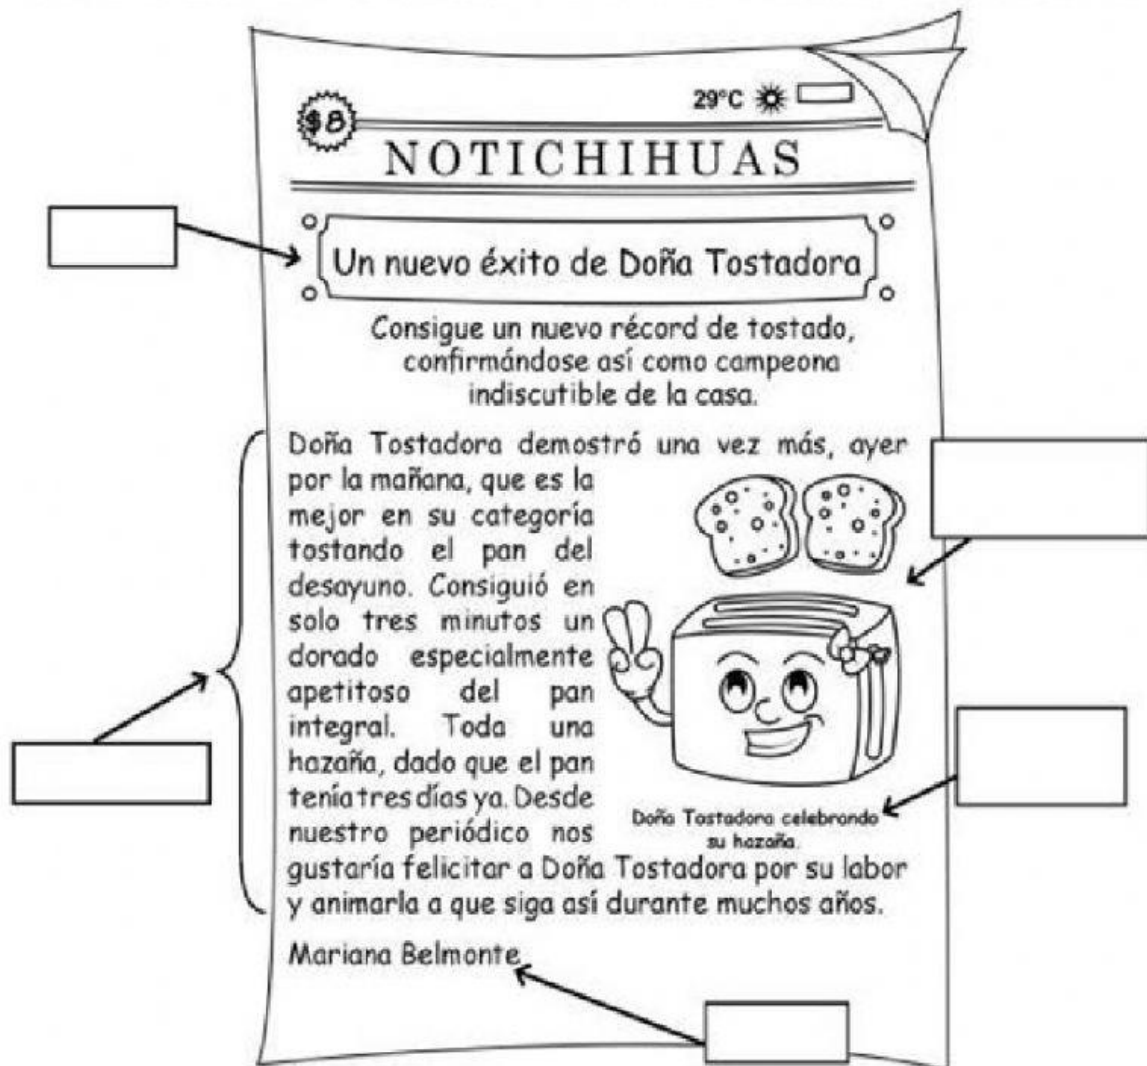 29°C
$8
NOTICHIHUAS
Un nuevo éxito de Doña Tostadora
Consigue un nuevo récord de tostado,
confirmándose así como campeona
indiscutible de la casa.
Doña Tostadora demostró una vez más, ayer
por la mañana, que es la
mejor en su categoría
tostando el pan del
desayuno. Consiguió en
solo tres minutos un
dorado especialmente
apetitoso del pan
integral. Toda una
hazaña, dado que el pan
tenía tres días ya. Desde
nuestro periódico nos
gustaría felicitar a Doña Tostadora por su labor
y animarla a que siga así durante muchos años.
Doña Tostadora celebrando
su hazaña.
Mariana Belmonte